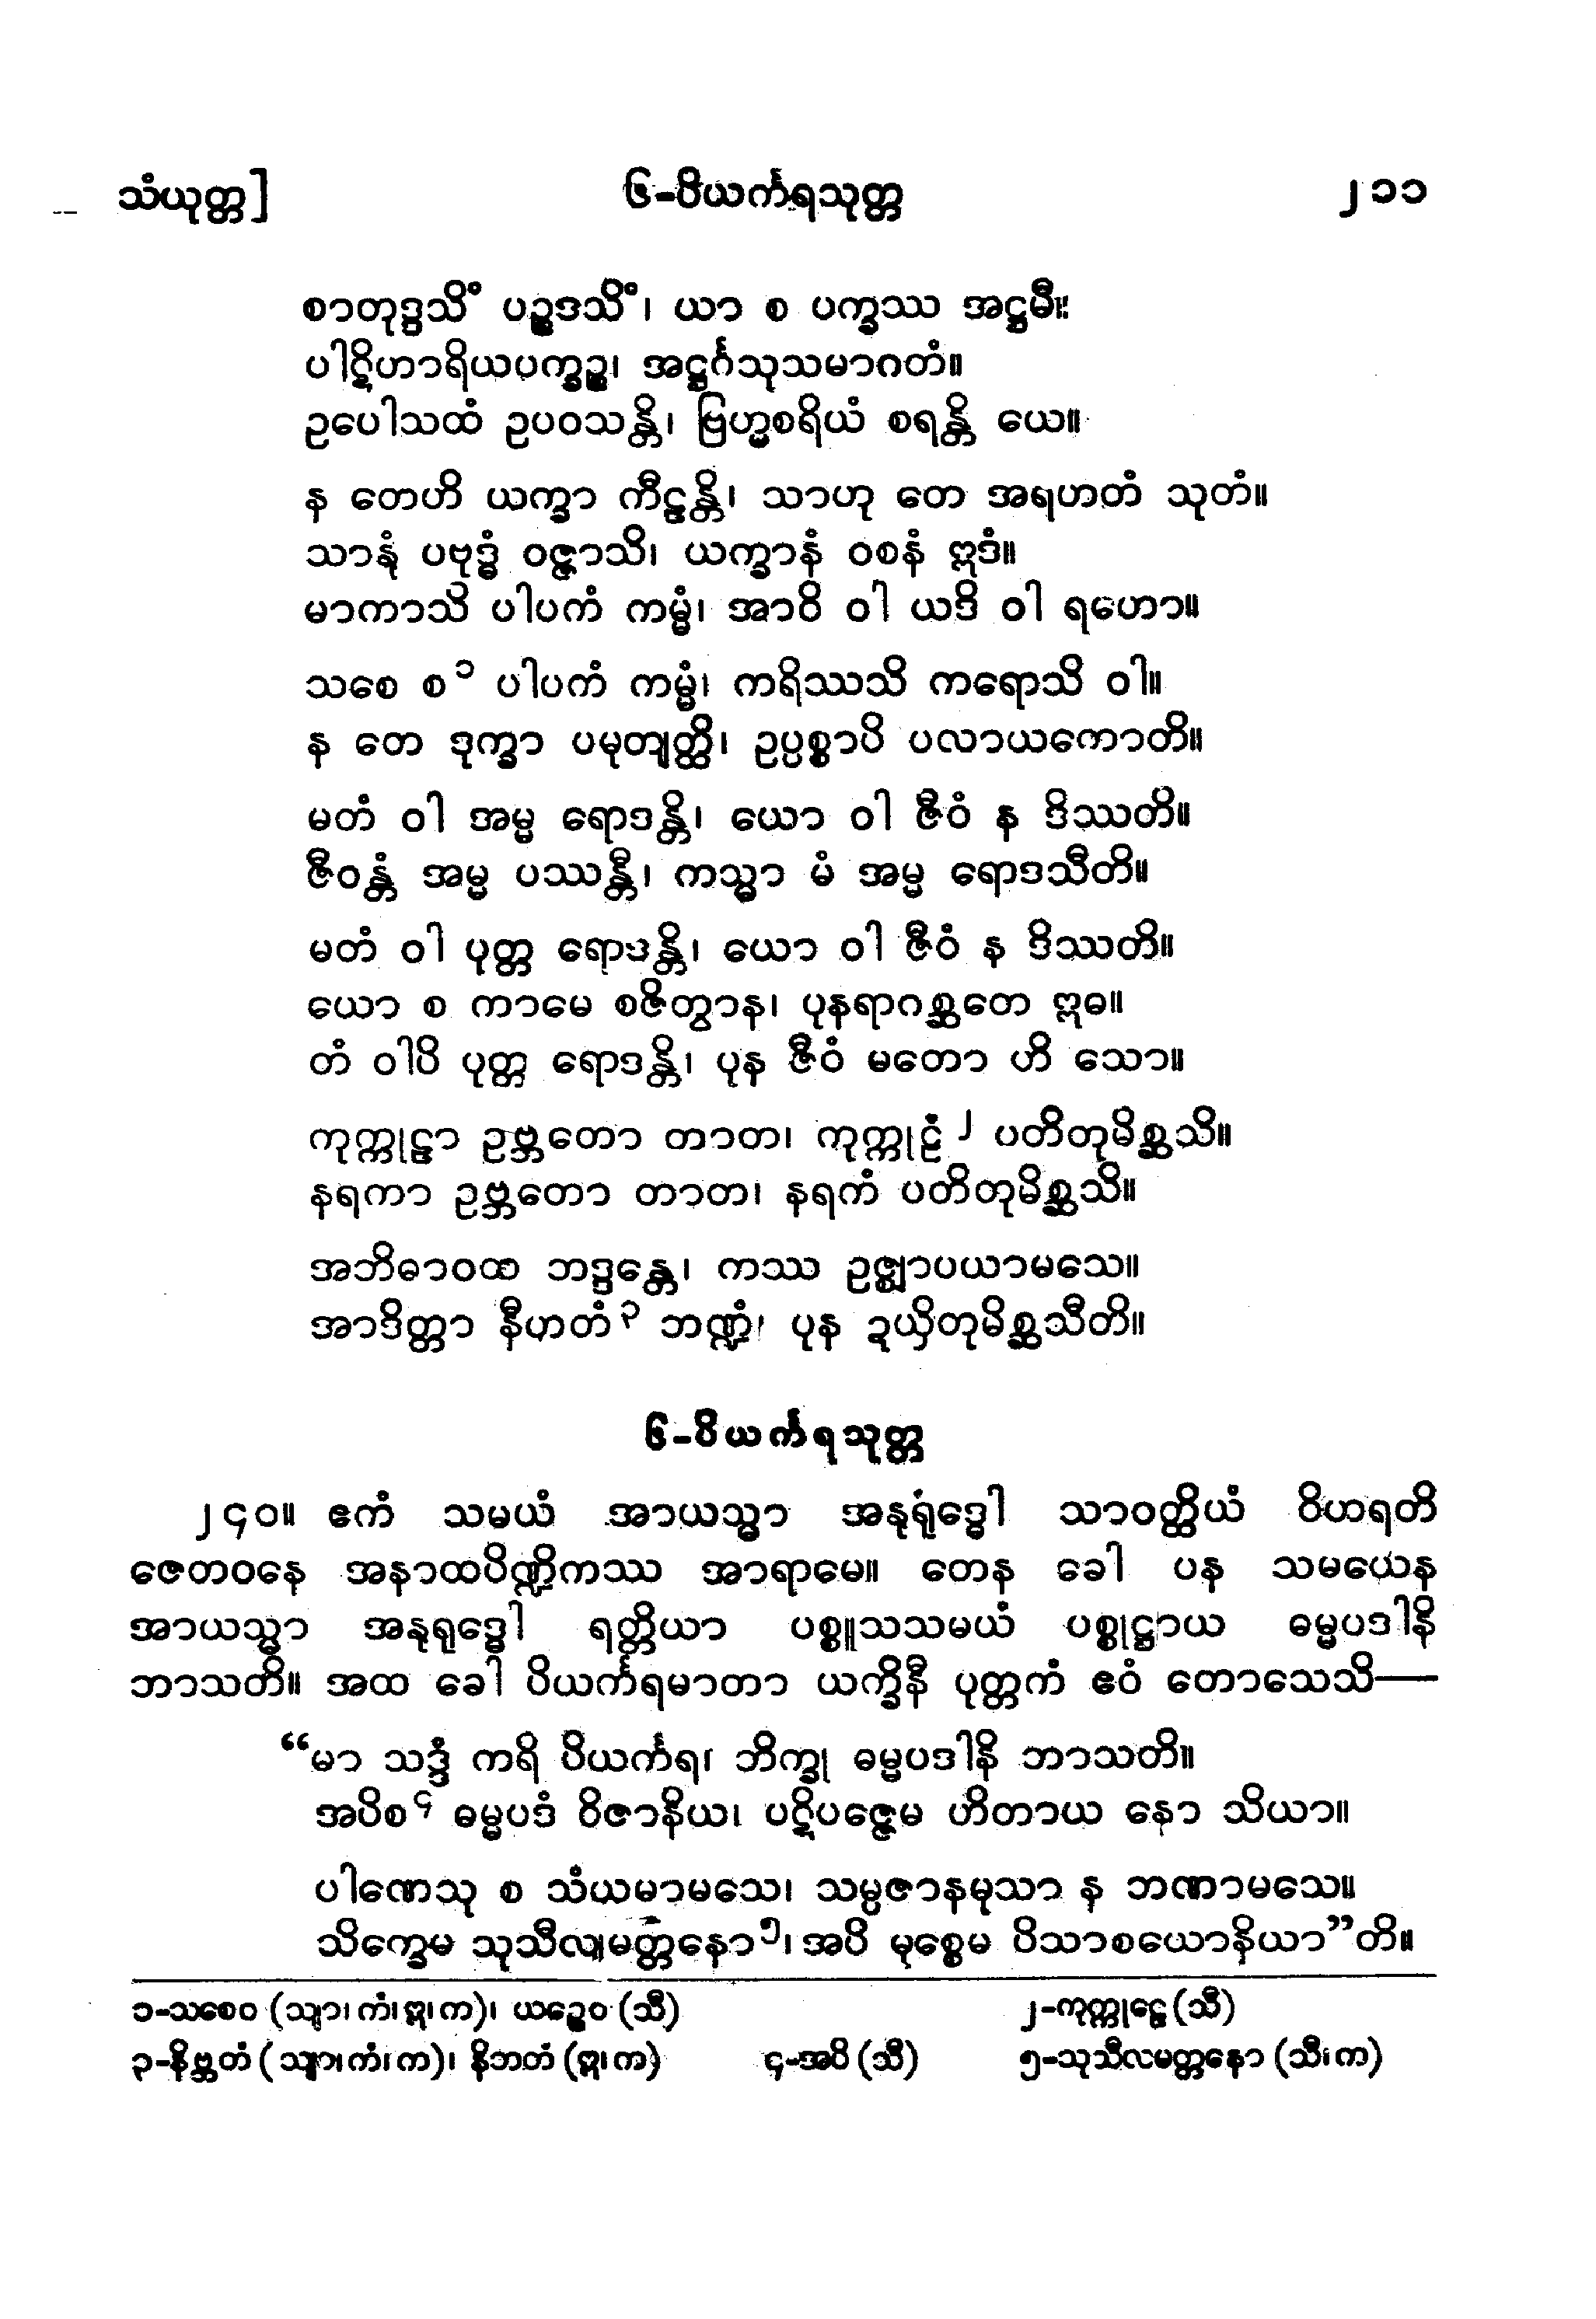 သံယုတ္တ] ၆-ပိယင်္ကရသုတ္တ ၂၁၁
စာတုဒ္ဒသိံ ပဉ္စဒသိံ၊ ယာ စ ပက္ခဿ အဋ္ဌမီ။
ပါဋိဟာရိယပက္ခဉ္စ၊ အဋ္ဌင်္ဂသုသမာဂတံ။
ဥပေါသထံ ဥပဝသန္တိ၊ ဗြဟ္မစရိယံ စရန္တိ ယေ။
န တေဟိ ယက္ခာ ကီဠန္တိ၊ သာဟု တေ အရဟတံ သုတံ။
သာနုံ ပဗုဒ္ဓံ ဝဇ္ဇာသိ၊ ယက္ခာနံ ဝစနံ ဣဒံ။
မာကာသိ ပါပကံ ကမ္မံ၊ အာဝိ ဝါ ယဒိ ဝါ ရဟော။
သစေ စ ၁ ပါပကံ ကမ္မံ၊ ကရိဿသိ ကရောသိ ဝါ။
န တေ ဒုက္ခာ ပမုတျတ္ထိ၊ ဥပ္ပစ္စာပိ ပလာယတောတိ။
မတံ ဝါ အမ္မ ရောဒန္တိ၊ ယော ဝါ ဇီဝံ န ဒိဿတိ။
ဇီဝန္တံ အမ္မ ပဿန္တီ၊ ကသ္မာ မံ အမ္မ ရောဒသီတိ။
မတံ ဝါ ပုတ္တ ရောဒန္တိ၊ ယော ဝါ ဇီဝံ န ဒိဿတိ။
ယော စ ကာမေ စဇိတွာန၊ ပုနရာဂစ္ဆတေ ဣဓ။
တံ ဝါပိ ပုတ္တ ရောဒန္တိ၊ ပုန ဇီဝံ မတော ဟိ သော။
ကုက္ကုဠာ ဥဗ္ဘတော တာတ၊ ကုက္ကုဠံ ၂ ပတိတုမိစ္ဆသိ။
နရကာ ဥဗ္ဘတော တာတ၊ နရကံ ပတိတုမိစ္ဆသိ။
အဘိဓာဝထ ဘဒ္ဒန္တေ၊ ကဿ ဥဇ္ဈာပယာမသေ။
အာဒိတ္တာ နီဟတံ ၃ ဘဏ္ဍံ၊ ပုန ဍယှိတုမိစ္ဆသီတိ။
၆-ပိယင်္ကရသုတ္တ
၂၄၀။ ဧကံ သမယံ အာယသ္မာ အနုရုဒ္ဓေါ သာဝတ္ထိယံ ဝိဟရတိ
ဇေတဝနေ အနာထပိဏ္ဍိကဿ အာရာမေ။ တေန ခေါ ပန သမယေန
အာယသ္မာ အနုရုဒ္ဓေါ ရတ္တိယာ ပစ္စူသသမယံ ပစ္စုဋ္ဌာယ ဓမ္မပဒါနိ
ဘာသတိ။ အထ ခေါ ပိယင်္ကရမာတာ ယက္ခိနီ ပုတ္တကံ ဧဝံ တောသေသိ—
“မာ သဒ္ဒံ ကရိ ပိယင်္ကရ၊ ဘိက္ခု ဓမ္မပဒါနိ ဘာသတိ။
အပိစ ၄ ဓမ္မပဒံ ဝိဇာနိယ၊ ပဋိပဇ္ဇေမ ဟိတာယ နော သိယာ။
ပါဏေသု စ သံယမာမသေ၊ သမ္ပဇာနမုသာ န ဘဏာမသေ။
သိက္ခေမ သုသီလျမတ္တနော ၅၊ အပိ မုစ္စေမ ပိသာစယောနိယာ”တိ။
၁-သစေဝ (သျာ၊ ကံ၊ ဣ၊ က)၊ ယဉ္စေဝ (သီ) ၂-ကုက္ကုဠေ (သီ)
၃-နိဗ္ဘတံ (သျာ၊ ကံ၊ က)၊ နိဘတံ (ဣ၊ က) ၄-အပိ (သီ) ၅-သုသီလမတ္တနော (သီ၊ က)